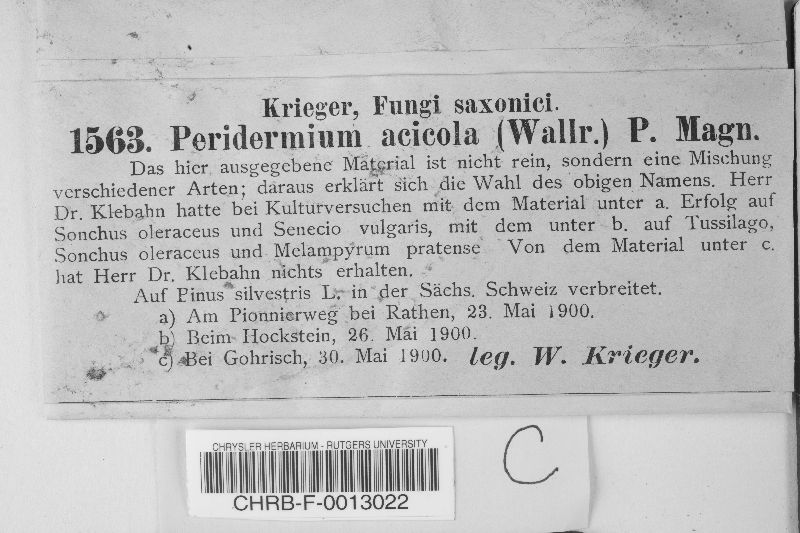 Krieger, Fungi saxonici.
1563. Peridermium acicola (Wallr.) P. Magn.
Das hier ausgegebene Material ist nicht rein, sondern eine Mischung
verschiedener Arten; daraus erklärt sich die Wahl des obigen Namens. Herr
Dr. Klebahn hatte bei Kulturversuchen mit dem Material unter a. Erfolg auf
Sonchus oleraceus und Senecio vulgaris, mit dem unter b. auf Tussilago,
Sonchus oleraceus und Melampyrum pratense Von dem Material unter c.
hat Herr Dr. Klebahn nichts erhalten.
Auf Pinus silvestris L. in der Sächs. Schweiz verbreitet.
a) Am Pionnierweg bei Rathen, 23. Mai 1900.
b) Beim Hockstein, 26. Mai 1900.
c) Bei Gohrisch, 30. Mai 1900. leg. W. Krieger.
CHRYSLER HERBARIUM - RUTGERS UNIVERSITY
CHRB-F-0013022
C